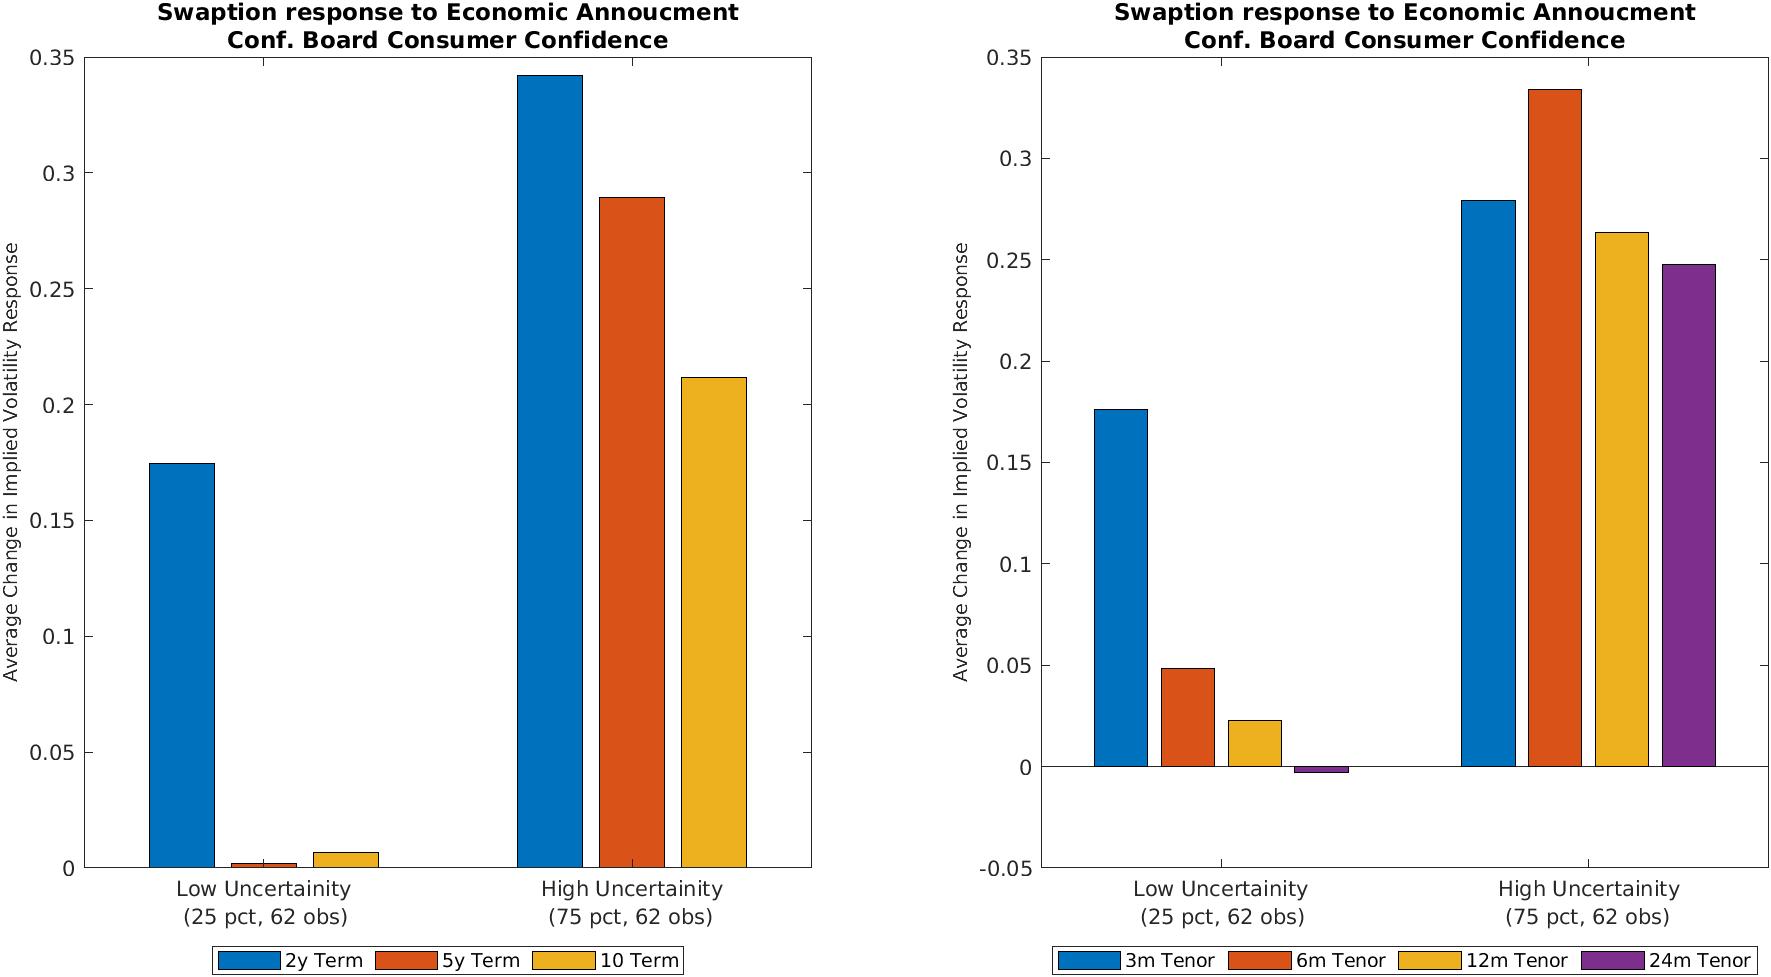 Swaption response to Economic Annoucment
Conf. Board Consumer Confidence
Average Change in Implied Volatility Response
0.35
0.3
0.25
0.2
0.15
0.1
0.05
0
Low Uncertainity
(25 pct, 62 obs)
High Uncertainity
(75 pct, 62 obs)
2y Term 5y Term 10 Term
Swaption response to Economic Annoucment
Conf. Board Consumer Confidence
Average Change in Implied Volatility Response
0.35
0.3
0.25
0.2
0.15
0.1
0.05
0
-0.05
Low Uncertainity
(25 pct, 62 obs)
High Uncertainity
(75 pct, 62 obs)
3m Tenor 6m Tenor 12m Tenor 24m Tenor